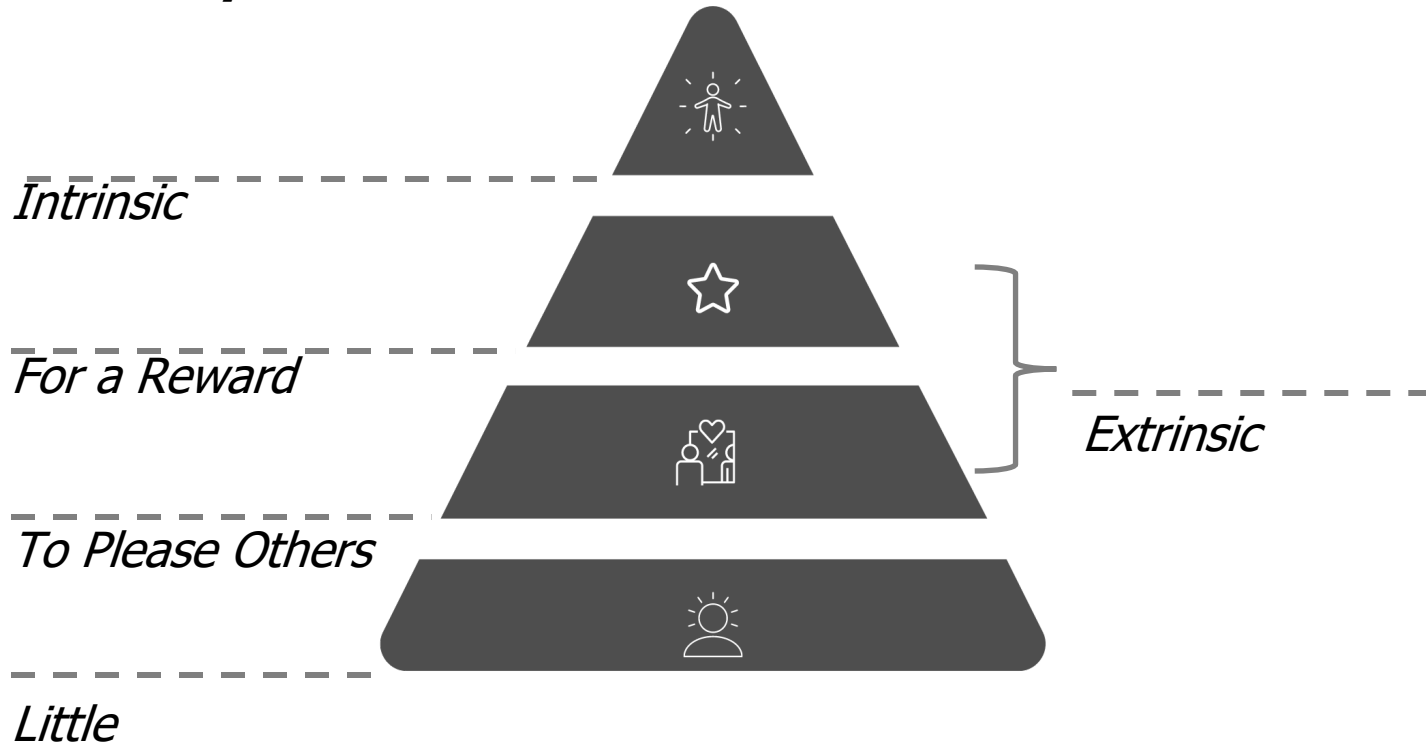 Intrinsic
For a Reward
Extrinsic
To Please Others
Little